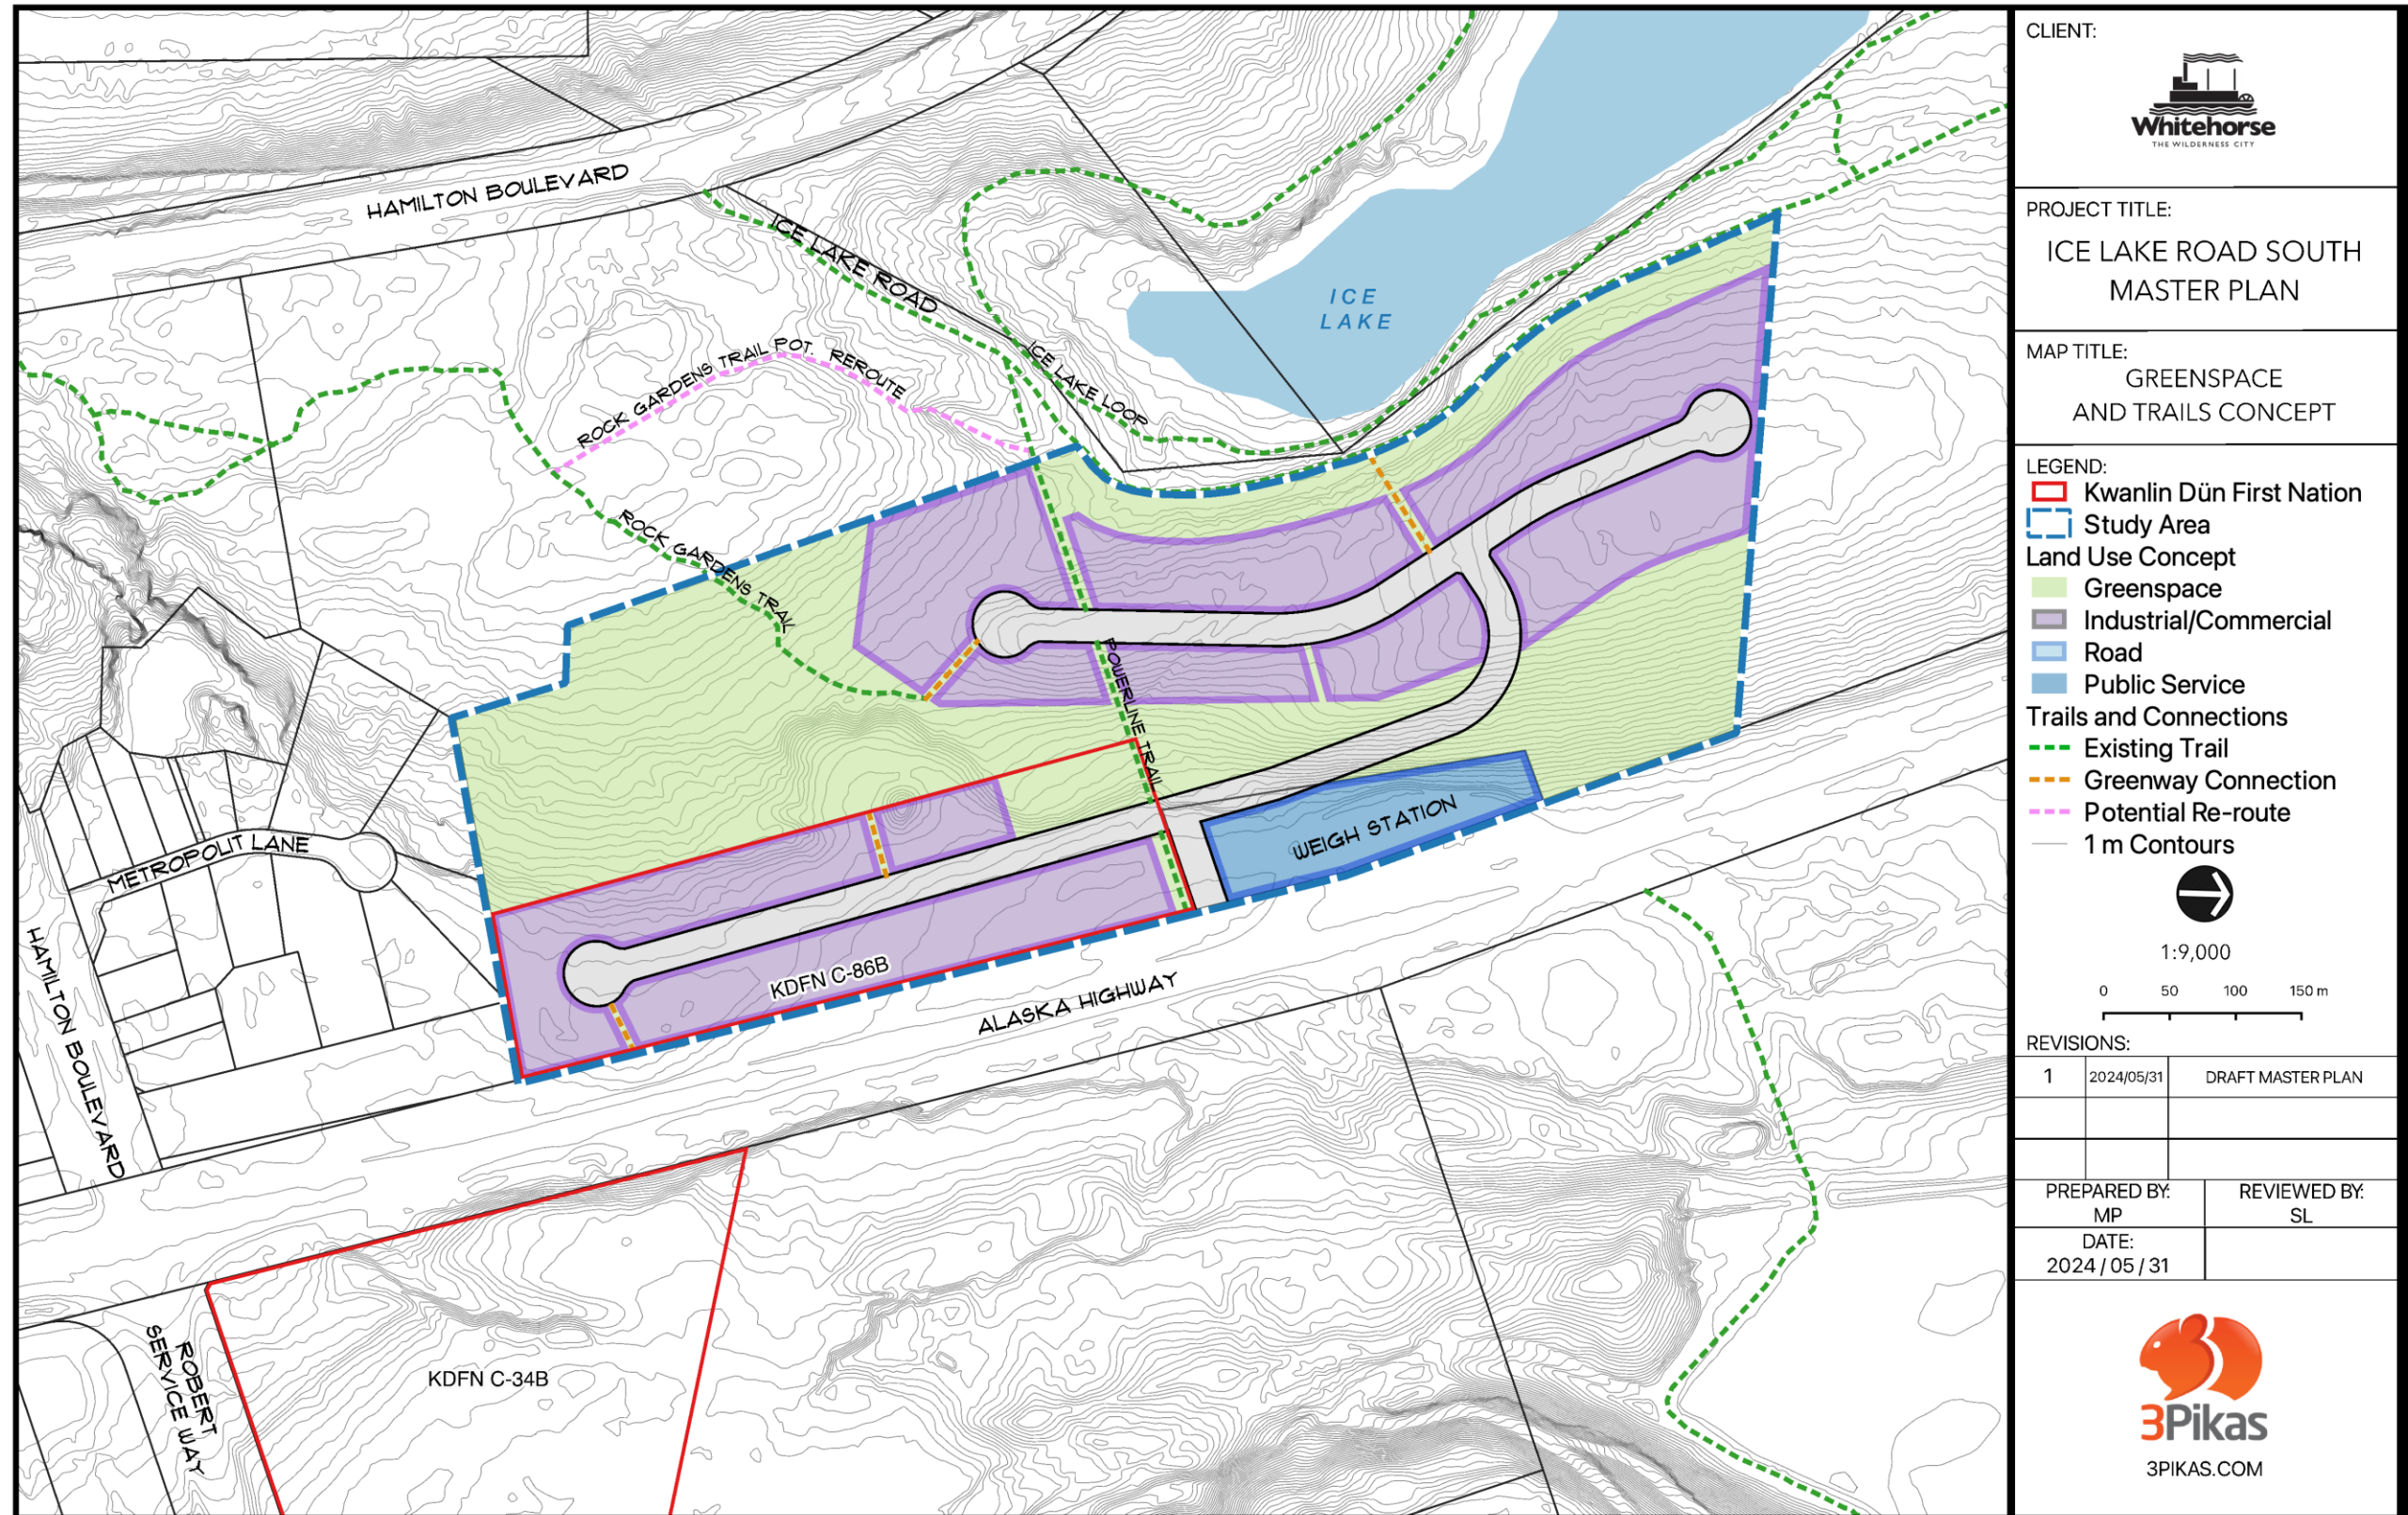 HAMILTON BOULEVARD
ICE LAKE ROAD
ICE
LAKE
ICE LAKE LOOP
ROCK GARDENS TRAIL POT. REROUTE
ROCK GARDENS TRAIL
POWERLINE TRAIL
WEIGH STATION
METROPOLIT LANE
HAMILTON BOULEVARD
KDFN C-86B
ALASKA HIGHWAY
ROBERT
SERVICE WAY
KDFN C-34B
CLIENT:
Whitehorse
THE WILDERNESS CITY
PROJECT TITLE:
ICE LAKE ROAD SOUTH
MASTER PLAN
MAP TITLE:
GREENSPACE
AND TRAILS CONCEPT
LEGEND:
Kwanlin Dün First Nation
Study Area
Land Use Concept
Greenspace
Industrial/Commercial
Road
Public Service
Trails and Connections
Existing Trail
Greenway Connection
Potential Re-route
1 m Contours
1:9,000
0 50 100 150 m
REVISIONS:
1 2024/05/31 DRAFT MASTER PLAN
PREPARED BY: REVIEWED BY:
MP SL
DATE:
2024 / 05 / 31
3Pikas
3PIKAS.COM